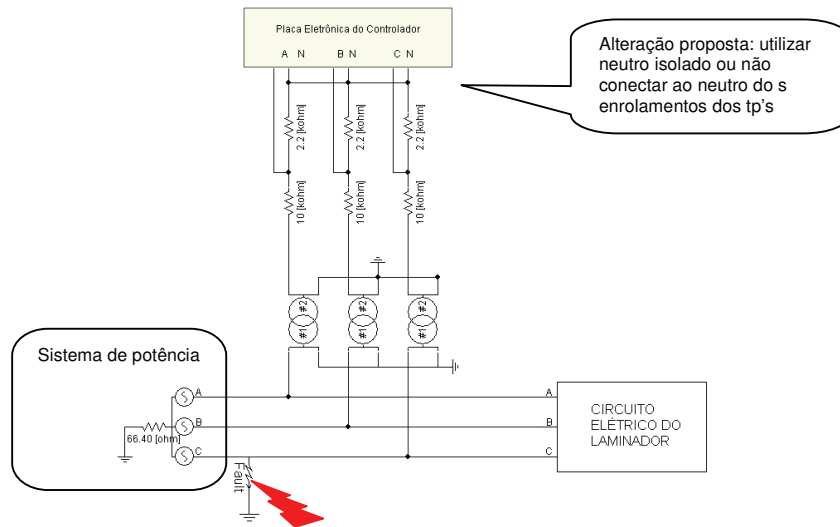 Placa Eletrônica do Controlador
A N B N C N
Alteração proposta: utilizar
neutro isolado ou não
conectar ao neutro do s
enrolamentos dos tp's
2.2 [kohm]
2.2 [kohm]
2.2 [kohm]
10 [kohm]
10 [kohm]
10 [kohm]
#2
#2
#2
#1
#1
#1
Sistema de potência
A
A
66.40 [ohm]
B
B
C
C
CIRCUITO
ELÉTRICO DO
LAMINADOR
Fault